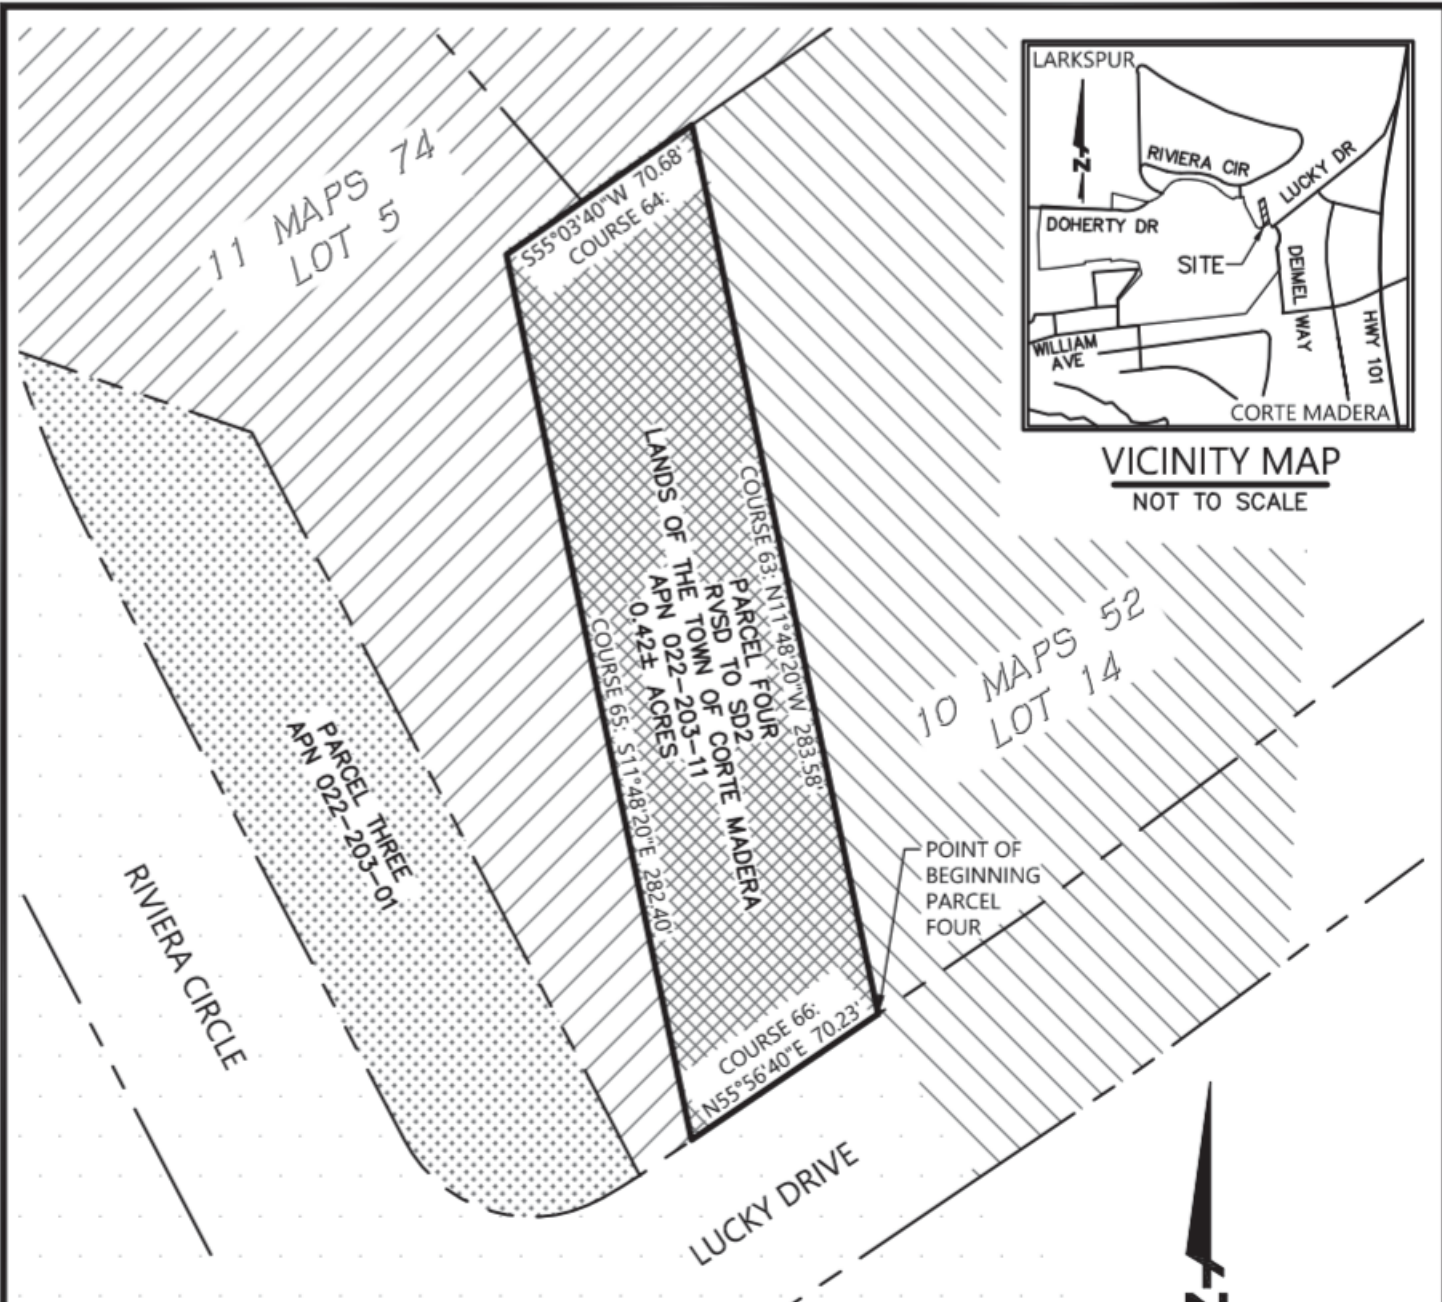 11 MAPS 74
LOT 5
S55°03'40"W 70.68'
COURSE 64:
LARKSPUR
N
RIVIERA CIR
LUCKY DR
DOHERTY DR
SITE
DEIMEL WAY
WILLIAM
AVE
HWY 101
CORTE MADERA
VICINITY MAP
NOT TO SCALE
COURSE 63: N11°48'20"W 283.58'
PARCEL FOUR
RVSD TO SD2
LANDS OF THE TOWN OF CORTE MADERA
APN 022-203-11
0.42± ACRES
COURSE 65: S11°48'20"E 282.40'
10 MAPS 52
LOT 14
PARCEL THREE
APN 022-203-01
RIVIERA CIRCLE
POINT OF
BEGINNING
PARCEL
FOUR
COURSE 66:
N55°56'40"E 70.23'
LUCKY DRIVE
N